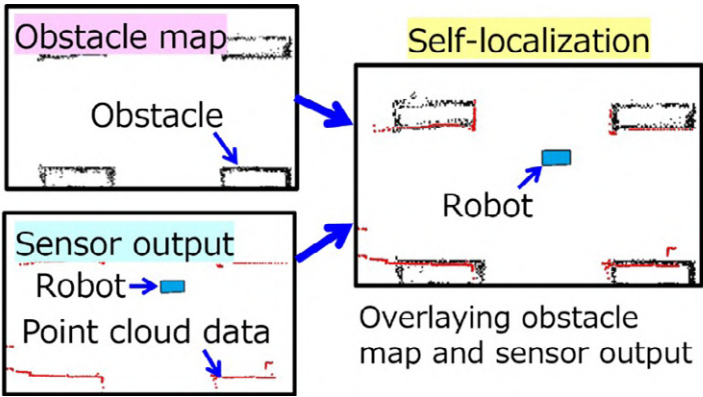 Obstacle map
Obstacle
Sensor output
Robot
Point cloud data
Self-localization
Robot
Overlaying obstacle
map and sensor output